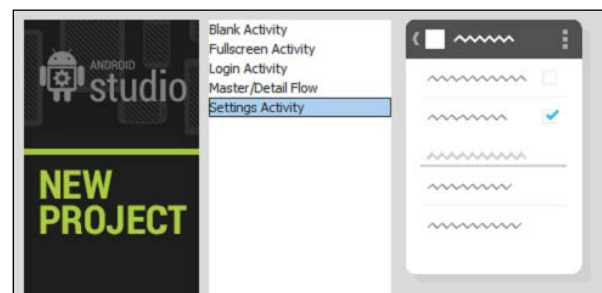 ANDROID
studio
NEW
PROJECT
Blank Activity
Fullscreen Activity
Login Activity
Master/Detail Flow
Settings Activity